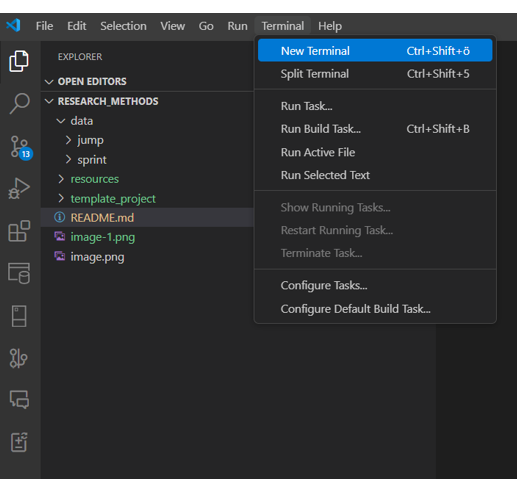 File Edit Selection View Go Run Terminal Help
EXPLORER
OPEN EDITORS
RESEARCH_METHODS
data
jump
sprint
resources
template_project
README.md
image-1.png
image.png
13
New Terminal Ctrl+Shift+ö
Split Terminal Ctrl+Shift+5
Run Task...
Run Build Task... Ctrl+Shift+B
Run Active File
Run Selected Text
Show Running Tasks...
Restart Running Task...
Terminate Task...
Configure Tasks...
Configure Default Build Task...